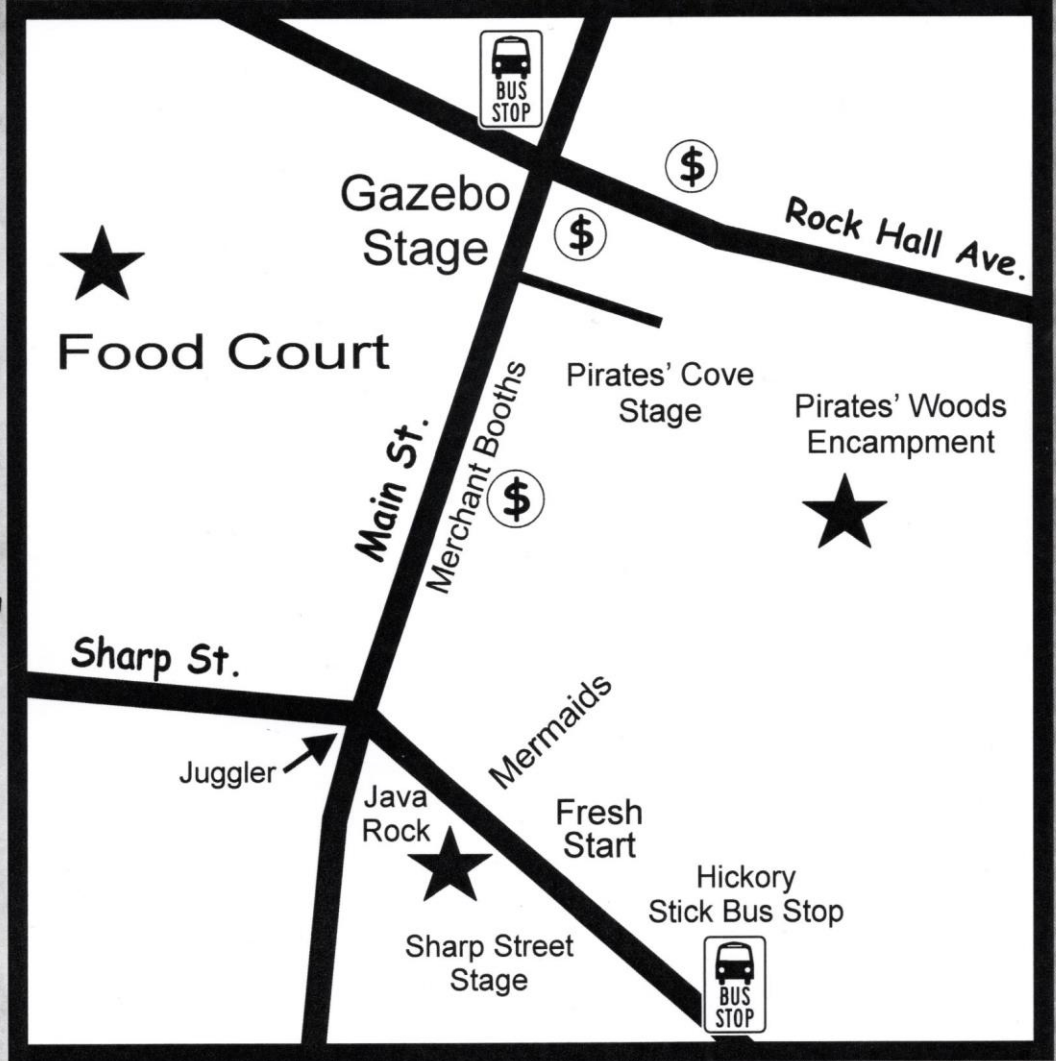 BUS
STOP
$
Gazebo
Stage
$
Rock Hall Ave.
Food Court
Pirates' Cove
Stage
Pirates' Woods
Encampment
Main St.
Merchant Booths
$
Sharp St.
Mermaids
Juggler
Java
Rock
Fresh
Start
Hickory
Stick Bus Stop
Sharp Street
Stage
BUS
STOP